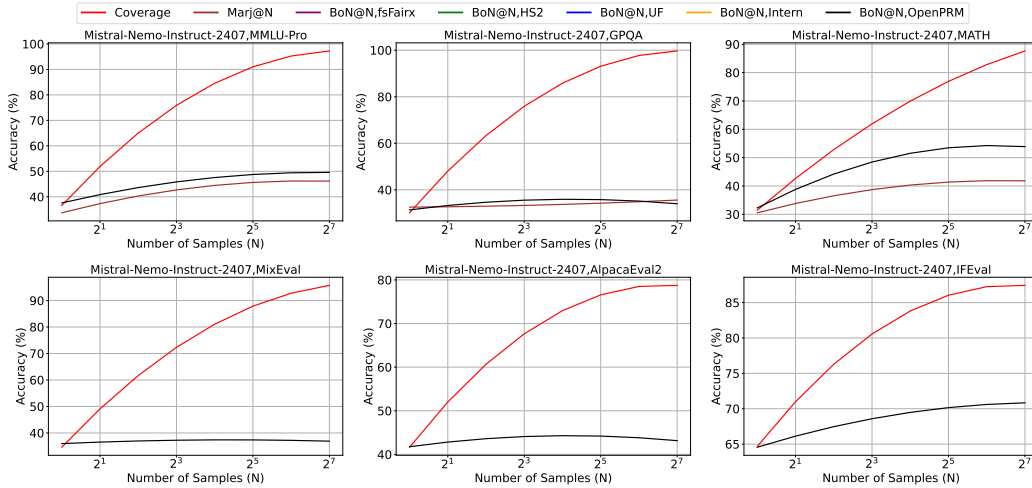 Coverage Marj@N BoN@N,fsFairx BoN@N,HS2 BoN@N,UF BoN@N,Intern BoN@N,OpenPRM
Mistral-Nemo-Instruct-2407,MMLU-Pro
Accuracy (%)
100
90
80
70
60
50
40
2^1 2^3 2^5 2^7
Number of Samples (N)
Mistral-Nemo-Instruct-2407,GPQA
Accuracy (%)
100
80
60
40
2^1 2^3 2^5 2^7
Number of Samples (N)
Mistral-Nemo-Instruct-2407,MATH
Accuracy (%)
90
80
70
60
50
40
30
2^1 2^3 2^5 2^7
Number of Samples (N)
Mistral-Nemo-Instruct-2407,MixEval
Accuracy (%)
90
80
70
60
50
40
2^1 2^3 2^5 2^7
Number of Samples (N)
Mistral-Nemo-Instruct-2407,AlpacaEval2
Accuracy (%)
80
70
60
50
40
2^1 2^3 2^5 2^7
Number of Samples (N)
Mistral-Nemo-Instruct-2407,IFEval
Accuracy (%)
85
80
75
70
65
2^1 2^3 2^5 2^7
Number of Samples (N)